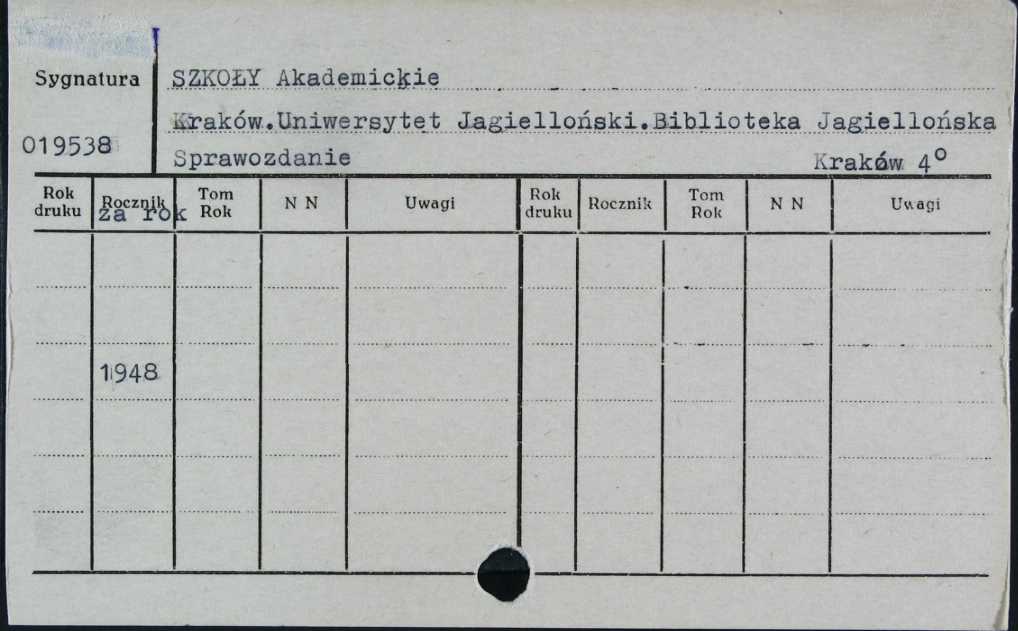 Sygnatura
SZKOŁY Akademickie
Kraków.Uniwersytet Jagielloński.Biblioteka Jagiellońska
019538
Sprawozdanie Kraków 4°
Rok druku Rocznik Tom Rok N N Uwagi Rok druku Rocznik Tom Rok N N Uwagi
za rok
1948